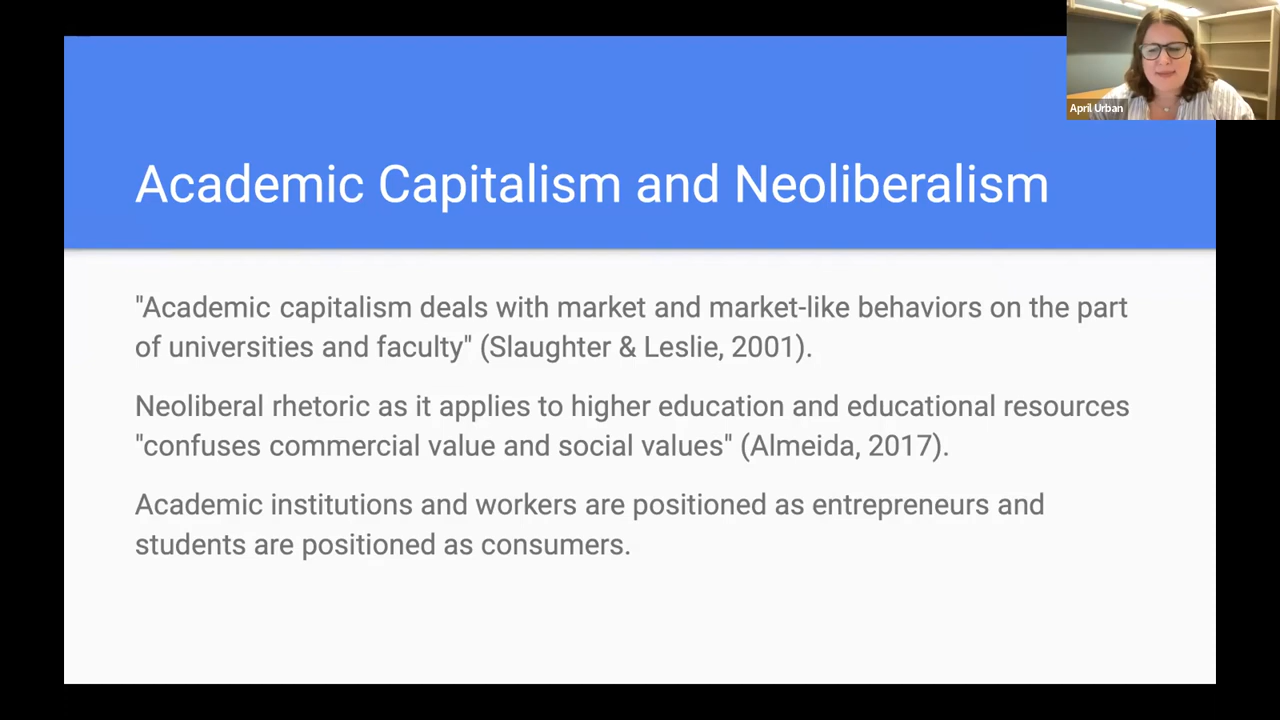 April Urban
Academic Capitalism and Neoliberalism
"Academic capitalism deals with market and market-like behaviors on the part
of universities and faculty" (Slaughter & Leslie, 2001).
Neoliberal rhetoric as it applies to higher education and educational resources
"confuses commercial value and social values" (Almeida, 2017).
Academic institutions and workers are positioned as entrepreneurs and
students are positioned as consumers.